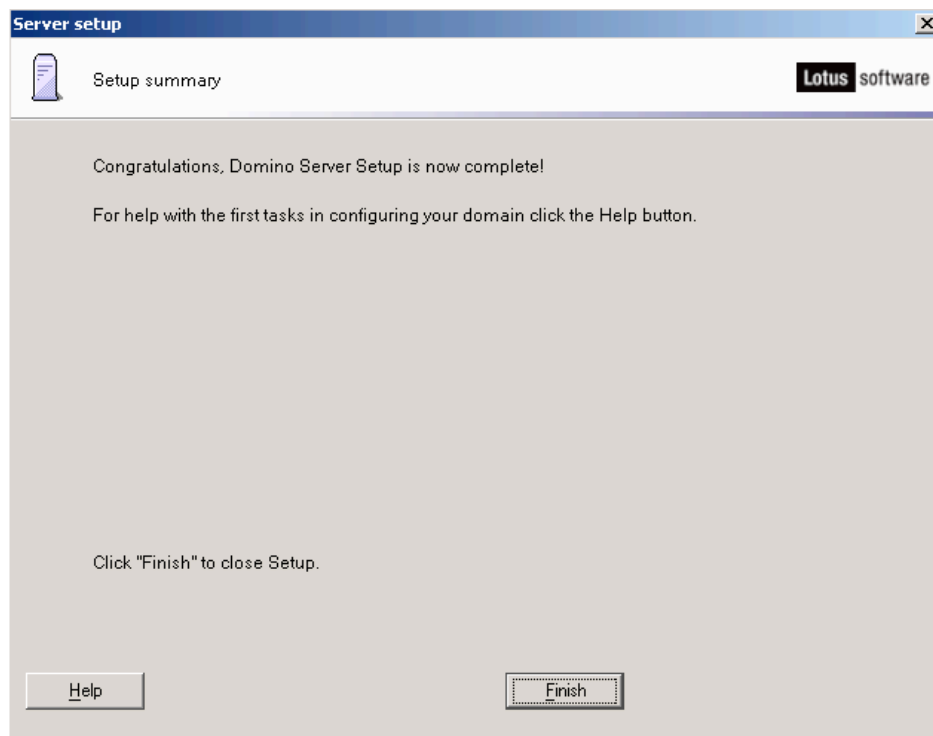 Server setup
Setup summary
Lotus software
Congratulations, Domino Server Setup is now complete!
For help with the first tasks in configuring your domain click the Help button.
Click "Finish" to close Setup.
Help
Finish